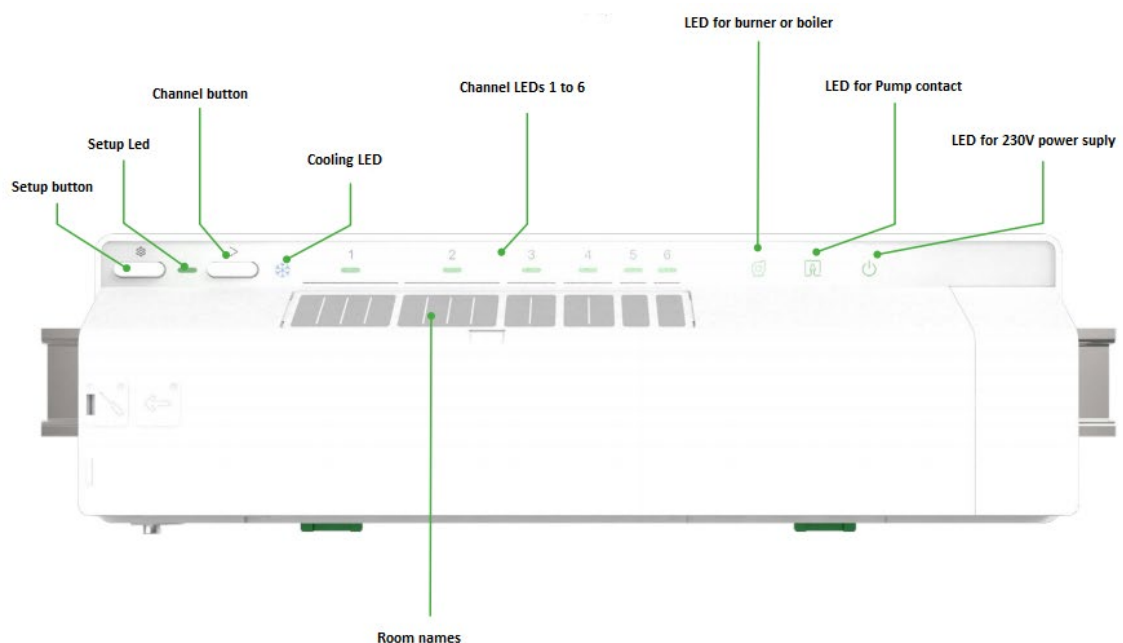 LED for burner or boiler
Channel LEDs 1 to 6
LED for Pump contact
Channel button
LED for 230V power suply
Setup Led
Cooling LED
Setup button
1 2 3 4 5 6
Room names